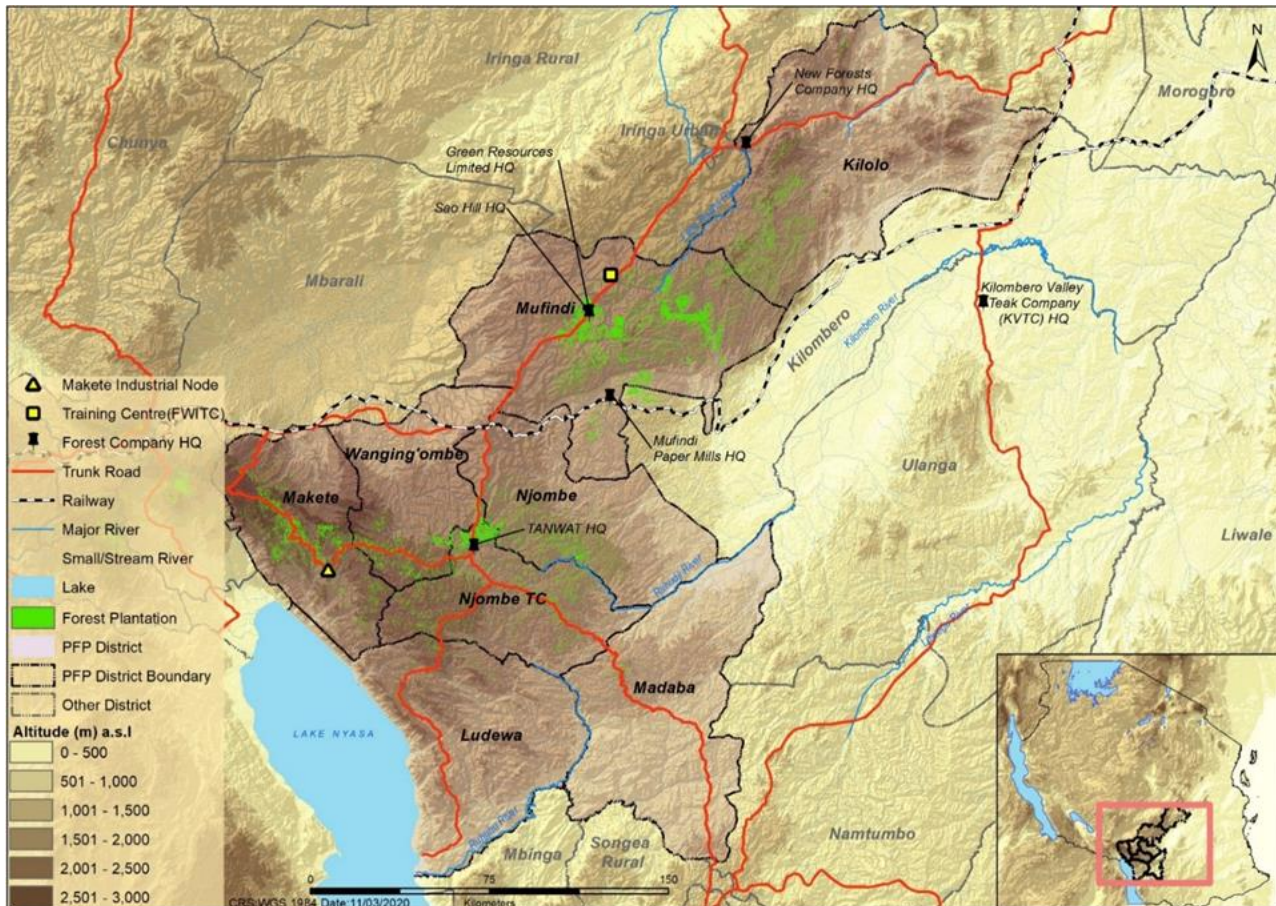 N
Iringa Rural
New Forests
Company HQ
Morogoro
Chunya
Iringa Urban
Green Resources
Limited HQ
Kilolo
Sao Hill HQ
Mbarali
Mufindi
Kilombero Valley
Teak Company
(KVTC) HQ
Kilombero
Kilombero River
Mufindi
Paper Mills HQ
Wanging'ombe
Ulanga
Makete
Njombe
Liwale
TANWAT HQ
River
Njombe TC
River
Madaba
Ludewa
LAKE NYASA
River
Mbinga
Songea
Rural
Namtumbo
Makete Industrial Node
Training Centre(FWITC)
Forest Company HQ
Trunk Road
Railway
Major River
Small/Stream River
Lake
Forest Plantation
PFP District
PFP District Boundary
Other District
Altitude (m) a.s.l
0 - 500
501 - 1,000
1,001 - 1,500
1,501 - 2,000
2,001 - 2,500
2,501 - 3,000
0 75 150
CRS:WGS 1984 Date:11/03/2020 Kilometers